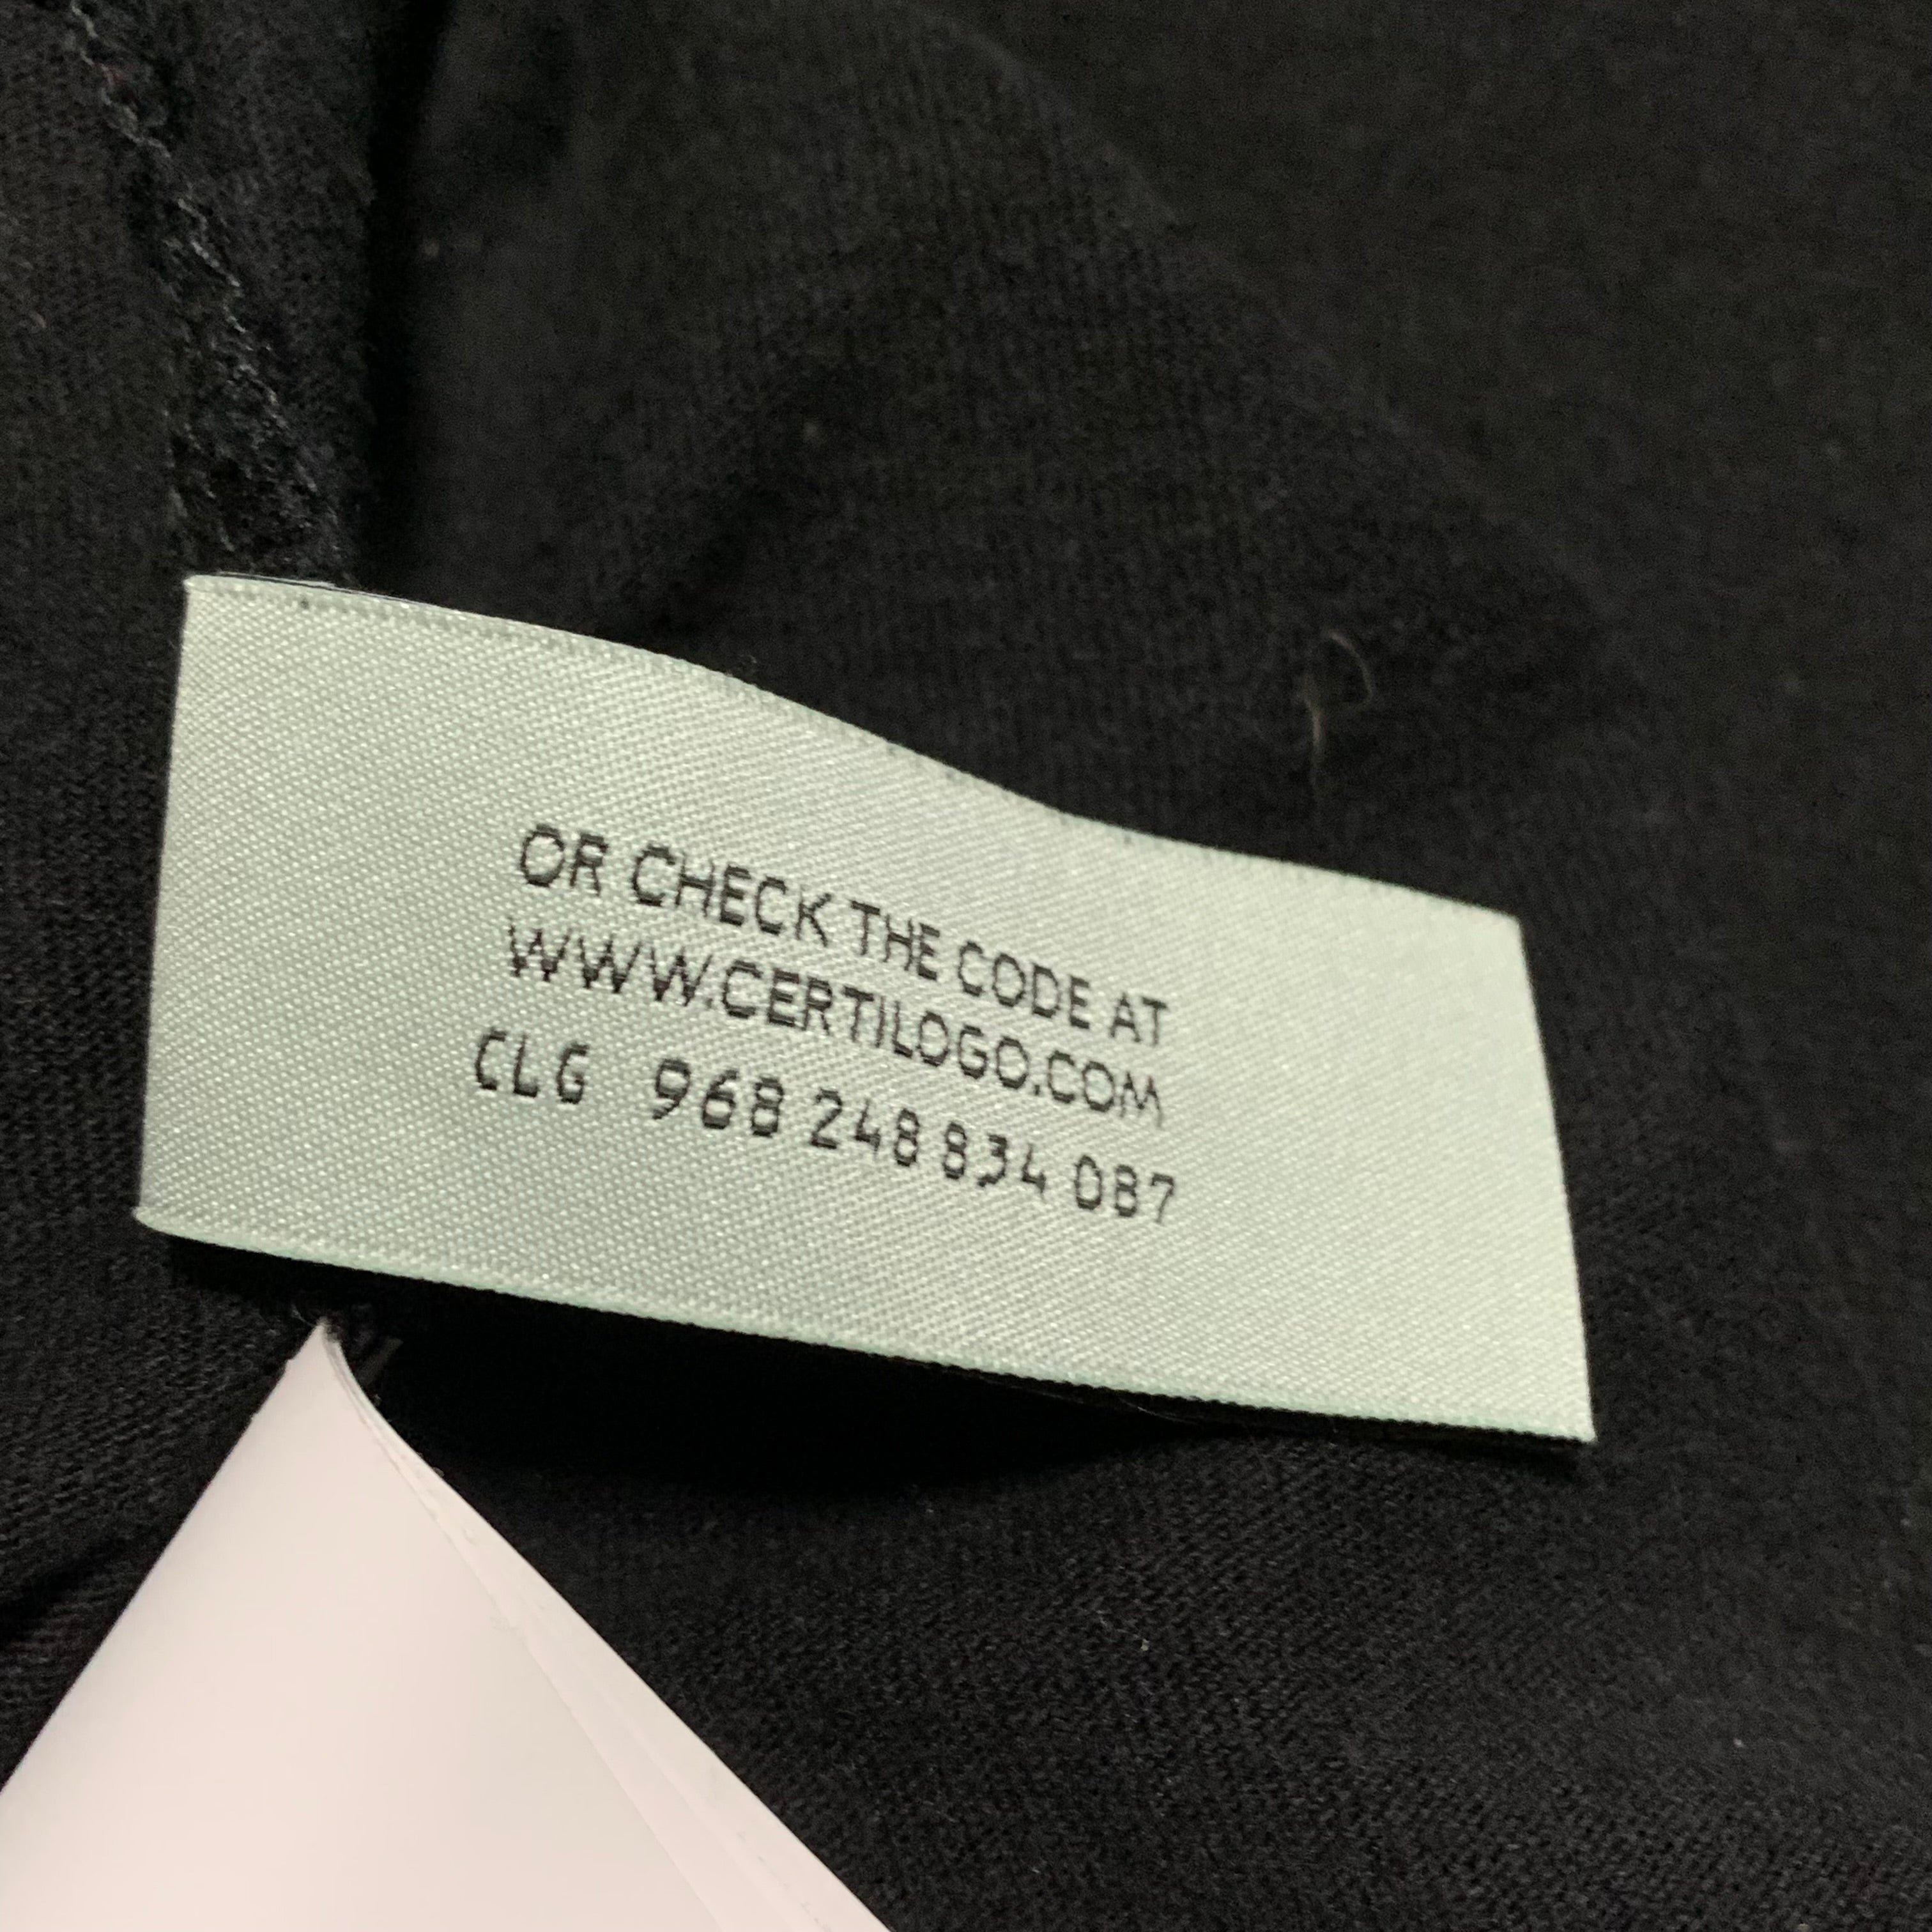 OR CHECK THE CODE AT
WWW.CERTILOGO.COM
CLG 968 248 834 087